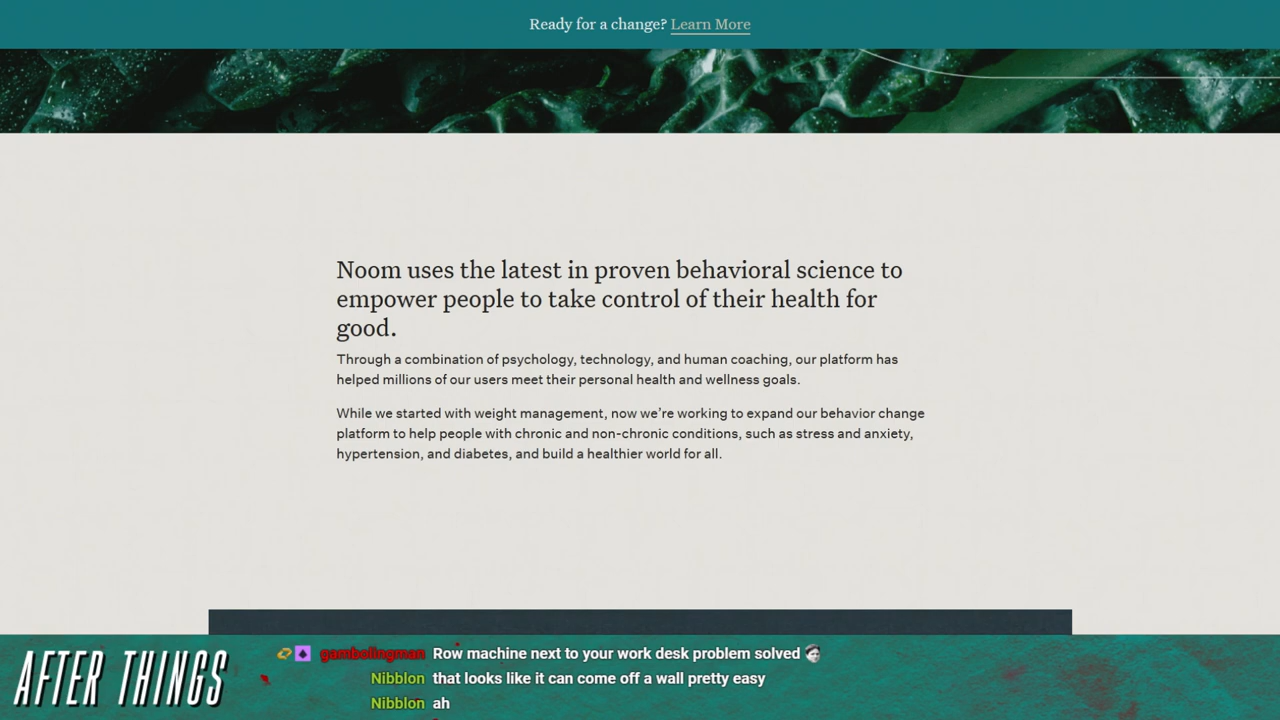 Ready for a change? Learn More
Noom uses the latest in proven behavioral science to
empower people to take control of their health for
good.
Through a combination of psychology, technology, and human coaching, our platform has
helped millions of our users meet their personal health and wellness goals.
While we started with weight management, now we’re working to expand our behavior change
platform to help people with chronic and non-chronic conditions, such as stress and anxiety,
hypertension, and diabetes, and build a healthier world for all.
AFTER THINGS
gambolingman Row machine next to your work desk problem solved
Nibblon that looks like it can come off a wall pretty easy
Nibblon ah